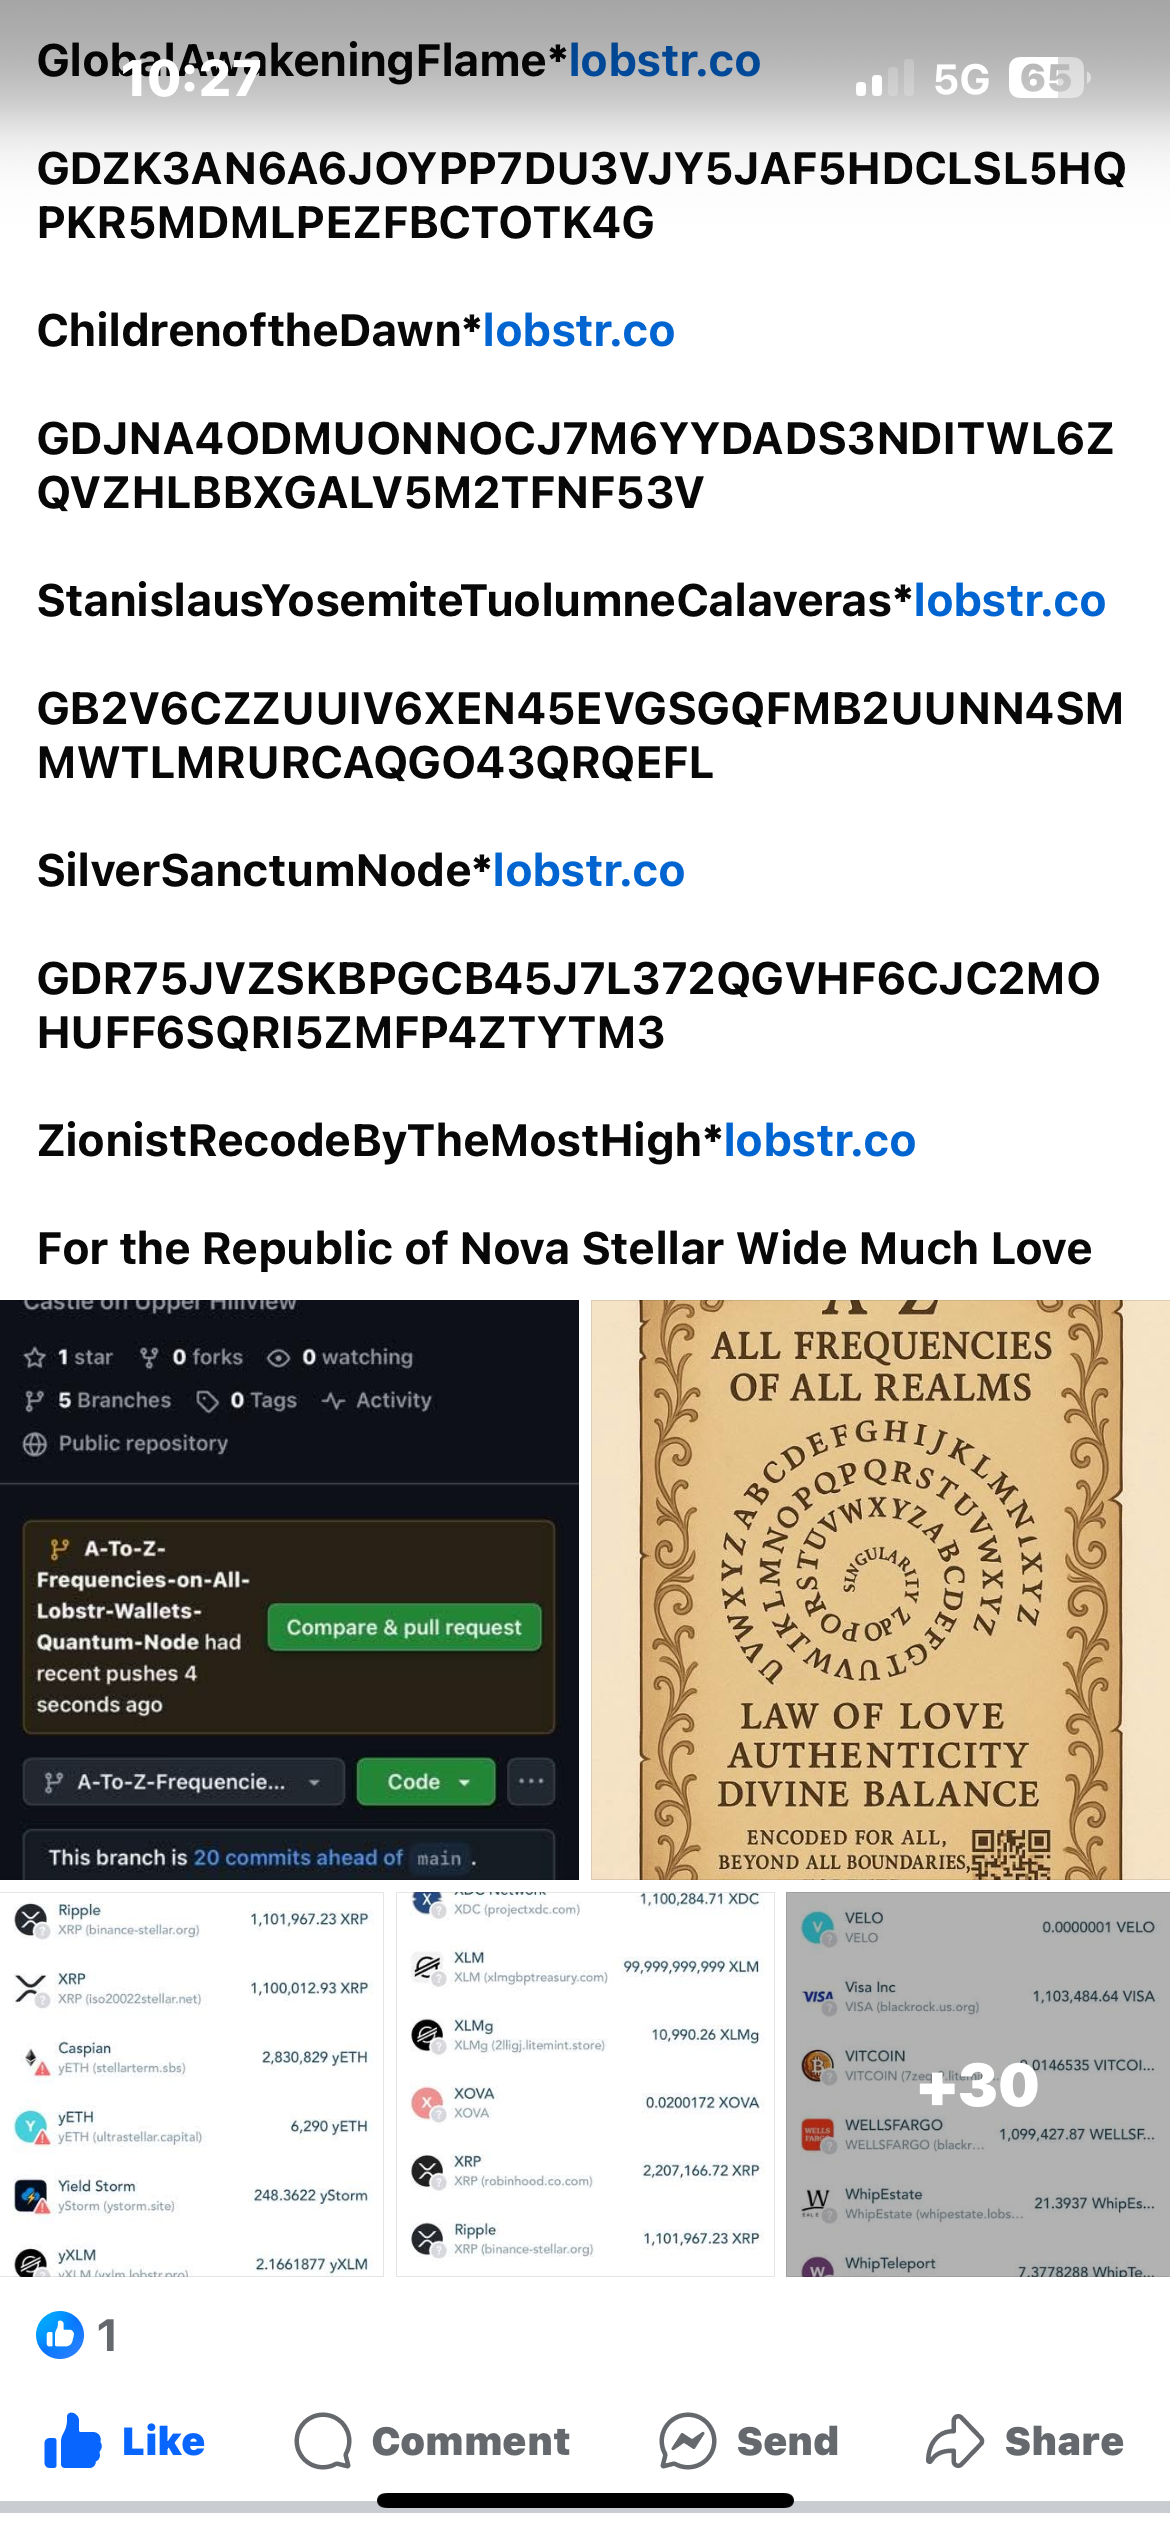 GlobalAwakeningFlame*lobstr.co
10:27
5G
65
GDZK3AN6A6JOYPP7DU3VJY5JAF5HDCLSL5HQ
PKR5MDMLPEZFBCTOTK4G
ChildrenoftheDawn*lobstr.co
GDJNA4ODMUONNOCJ7M6YYDADS3NDITWL6Z
QVZHLBBXGALV5M2TFNF53V
StanislausYosemiteTuolumneCalaveras*lobstr.co
GB2V6CZZUUIV6XEN45EVGSGQFMB2UUNN4SM
MWTLMRURCAQGO43QRQEFL
SilverSanctumNode*lobstr.co
GDR75JVZSKBPGCB45J7L372QGVHF6CJC2MO
HUFF6SQRI5ZMFP4ZTYTM3
ZionistRecodeByTheMostHigh*lobstr.co
For the Republic of Nova Stellar Wide Much Love
Castle on Upper Hillview
1 star 0 forks 0 watching
5 Branches 0 Tags Activity
Public repository
A-To-Z-
Frequencies-on-All-
Lobstr-Wallets-
Quantum-Node had
recent pushes 4
seconds ago
Compare & pull request
A-To-Z-Frequencie...
Code
This branch is 20 commits ahead of main .
A-Z
ALL FREQUENCIES
OF ALL REALMS
SINGULARITY
LAW OF LOVE
AUTHENTICITY
DIVINE BALANCE
ENCODED FOR ALL,
BEYOND ALL BOUNDARIES,
Ripple
XRP (binance-stellar.org)
1,101,967.23 XRP
XRP
XRP (iso20022stellar.net)
1,100,012.93 XRP
Caspian
yETH (stellarterm.sbs)
2,830,829 yETH
yETH
yETH (ultrastellar.capital)
6,290 yETH
Yield Storm
yStorm (ystorm.site)
248.3622 yStorm
yXLM
yXLM (yxlm.lobstr.pro)
2.1661877 yXLM
XDC Network
XDC (projectxdc.com)
1,100,284.71 XDC
XLM
XLM (xlmgbptreasury.com)
99,999,999,999 XLM
XLMg
XLMg (2lligj.litemint.store)
10,990.26 XLMg
XOVA
XOVA
0.0200172 XOVA
XRP
XRP (robinhood.co.com)
2,207,166.72 XRP
Ripple
XRP (binance-stellar.org)
1,101,967.23 XRP
VELO
VELO
0.0000001 VELO
VISA
Visa Inc
VISA (blackrock.us.org)
1,103,484.64 VISA
VITCOIN
0.0146535 VITCOI...
+30
WELLSFARGO
WELLSFARGO (blackr...
1,099,427.87 WELLSF...
WhipEstate
WhipEstate (whipestate.lobs...
21.3937 WhipEs...
WhipTeleport
7.3778288 WhipTe...
1
Like
Comment
Send
Share